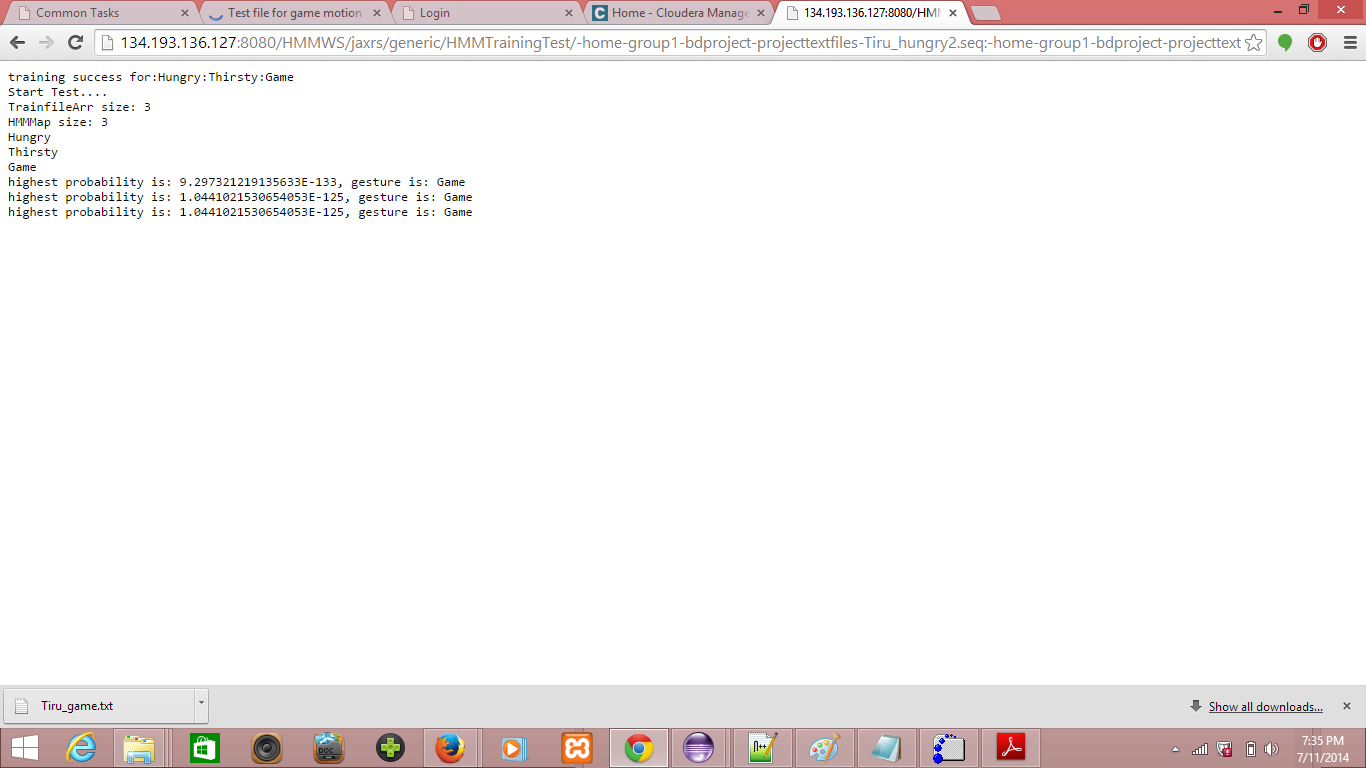 Common Tasks
Test file for game motion
Login
Home - Cloudera Manage
134.193.136.127:8080/HM
134.193.136.127:8080/HMMWS/jaxrs/generic/HMMTrainingTest/-home-group1-bdproject-projecttextfiles-Tiru_hungry2.seq:-home-group1-bdproject-projecttext
training success for:Hungry:Thirsty:Game
Start Test....
TrainfileArr size: 3
HMMMap size: 3
Hungry
Thirsty
Game
highest probability is: 9.297321219135633E-133, gesture is: Game
highest probability is: 1.0441021530654053E-125, gesture is: Game
highest probability is: 1.0441021530654053E-125, gesture is: Game
Tiru_game.txt
Show all downloads...
DOC
7:35 PM
7/11/2014